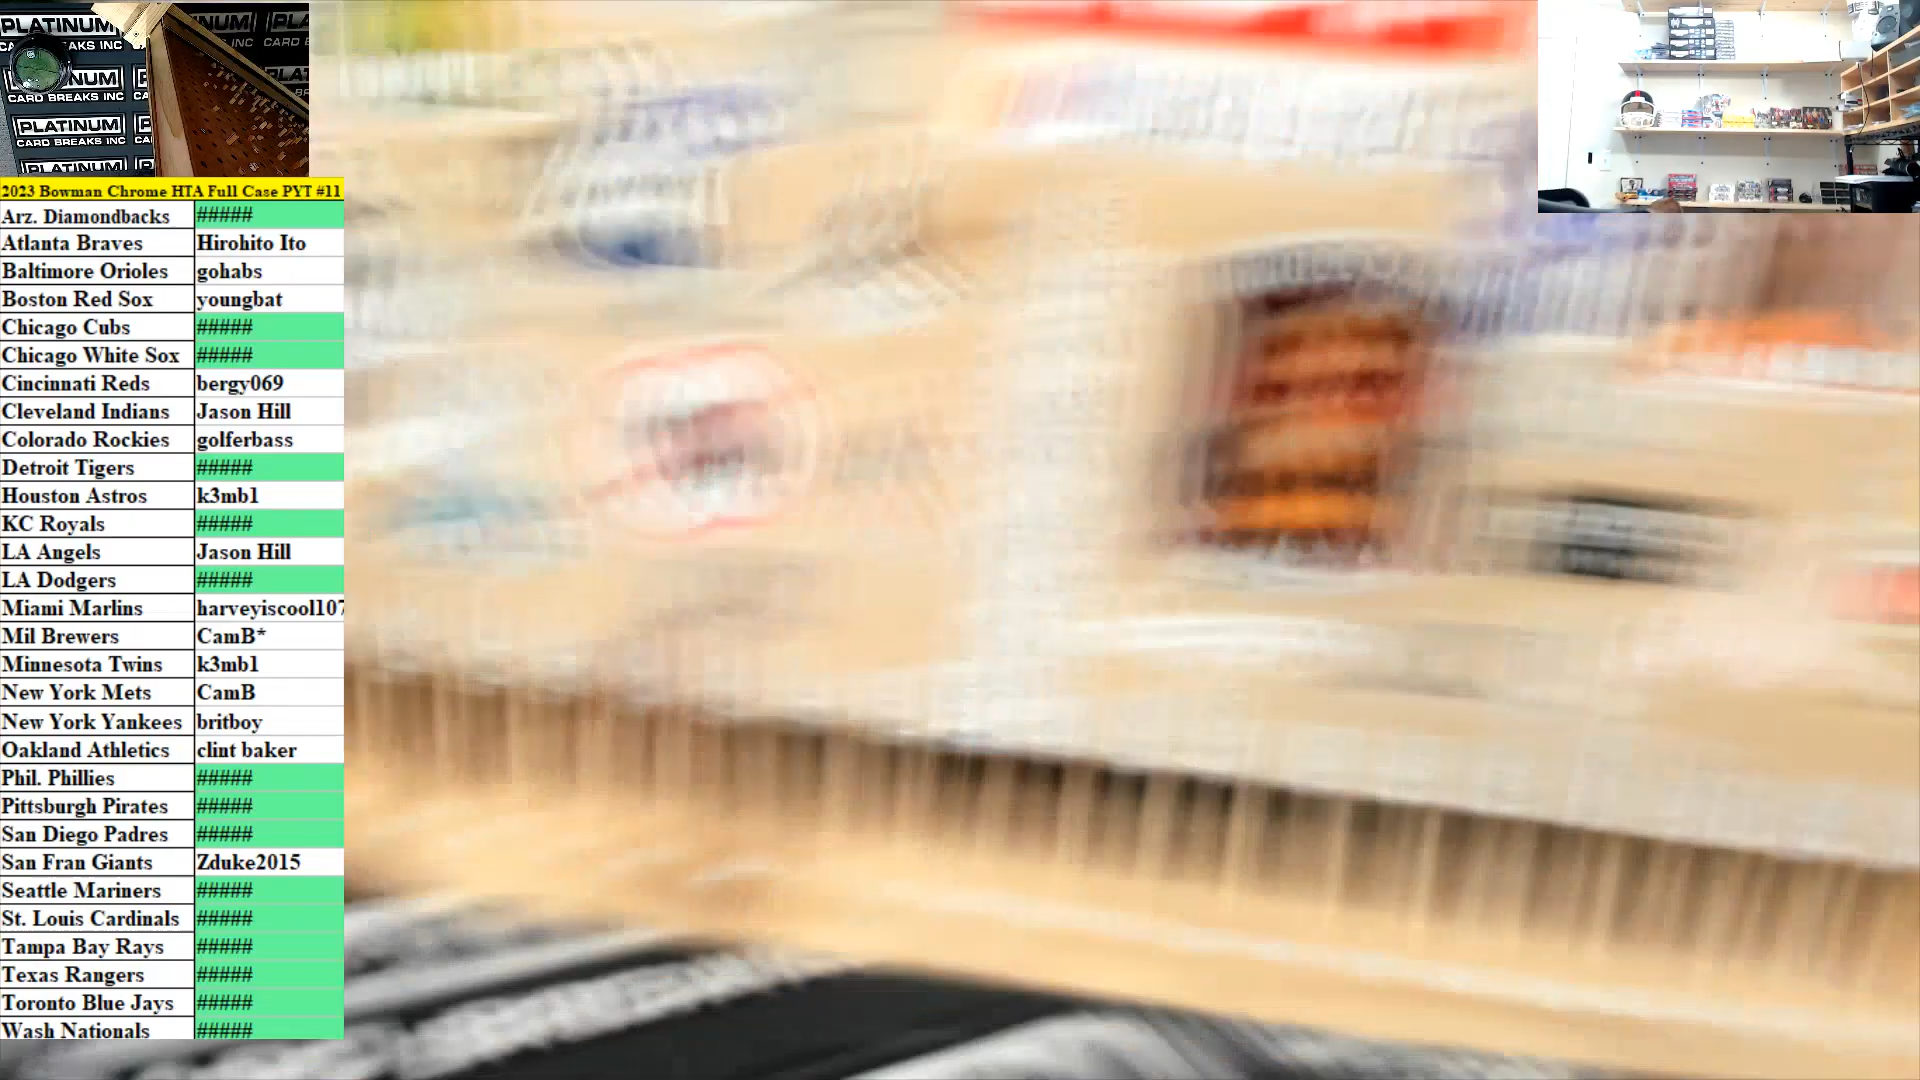 PLATINUM
CARD BREAKS INC
PLATINUM
CARD BREAKS INC
PLATINUM
2023 Bowman Chrome HTA Full Case PYT #11
Arz. Diamondbacks #####
Atlanta Braves Hirohito Ito
Baltimore Orioles gohabs
Boston Red Sox youngbat
Chicago Cubs #####
Chicago White Sox #####
Cincinnati Reds bergy069
Cleveland Indians Jason Hill
Colorado Rockies golferbass
Detroit Tigers #####
Houston Astros k3mb1
KC Royals #####
LA Angels Jason Hill
LA Dodgers #####
Miami Marlins harveyiscool107
Mil Brewers CamB*
Minnesota Twins k3mb1
New York Mets CamB
New York Yankees britboy
Oakland Athletics clint baker
Phil. Phillies #####
Pittsburgh Pirates #####
San Diego Padres #####
San Fran Giants Zduke2015
Seattle Mariners #####
St. Louis Cardinals #####
Tampa Bay Rays #####
Texas Rangers #####
Toronto Blue Jays #####
Wash Nationals #####